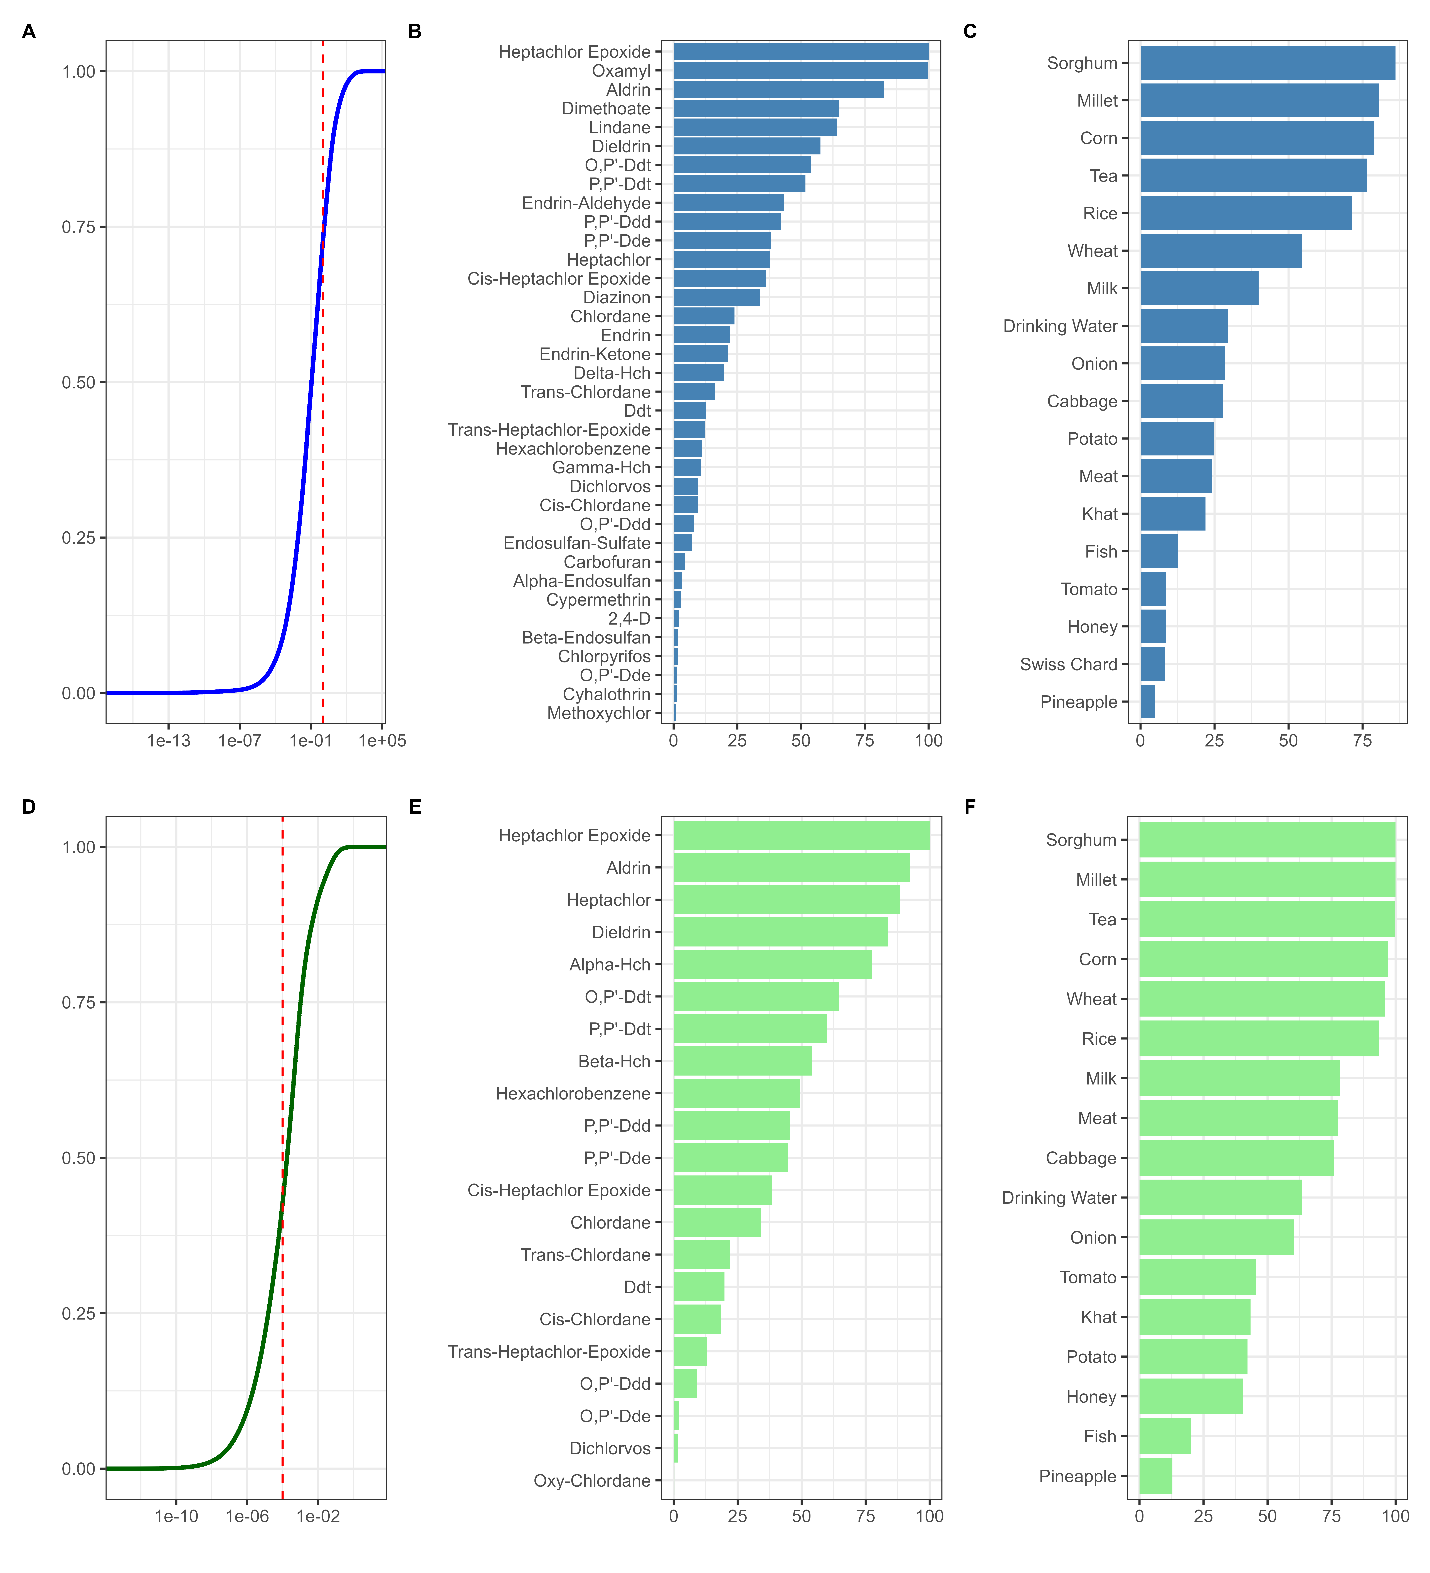 A
1.00
0.75
0.50
0.25
0.00
1e-13 1e-07 1e-01 1e+05
B
Heptachlor Epoxide
Oxamyl
Aldrin
Dimethoate
Lindane
Dieldrin
O,P'-Ddt
P,P'-Ddt
Endrin-Aldehyde
P,P'-Ddd
P,P'-Dde
Heptachlor
Cis-Heptachlor Epoxide
Diazinon
Chlordane
Endrin
Endrin-Ketone
Delta-Hch
Trans-Chlordane
Ddt
Trans-Heptachlor-Epoxide
Hexachlorobenzene
Gamma-Hch
Dichlorvos
Cis-Chlordane
O,P'-Ddd
Endosulfan-Sulfate
Carbofuran
Alpha-Endosulfan
Cypermethrin
2,4-D
Beta-Endosulfan
Chlorpyrifos
O,P'-Dde
Cyhalothrin
Methoxychlor
0 25 50 75 100
C
Sorghum
Millet
Corn
Tea
Rice
Wheat
Milk
Drinking Water
Onion
Cabbage
Potato
Meat
Khat
Fish
Tomato
Honey
Swiss Chard
Pineapple
0 25 50 75
D
1.00
0.75
0.50
0.25
0.00
1e-10 1e-06 1e-02
E
Heptachlor Epoxide
Aldrin
Heptachlor
Dieldrin
Alpha-Hch
O,P'-Ddt
P,P'-Ddt
Beta-Hch
Hexachlorobenzene
P,P'-Ddd
P,P'-Dde
Cis-Heptachlor Epoxide
Chlordane
Trans-Chlordane
Ddt
Cis-Chlordane
Trans-Heptachlor-Epoxide
O,P'-Ddd
O,P'-Dde
Dichlorvos
Oxy-Chlordane
0 25 50 75 100
F
Sorghum
Millet
Tea
Corn
Wheat
Rice
Milk
Meat
Cabbage
Drinking Water
Onion
Tomato
Khat
Potato
Honey
Fish
Pineapple
0 25 50 75 100